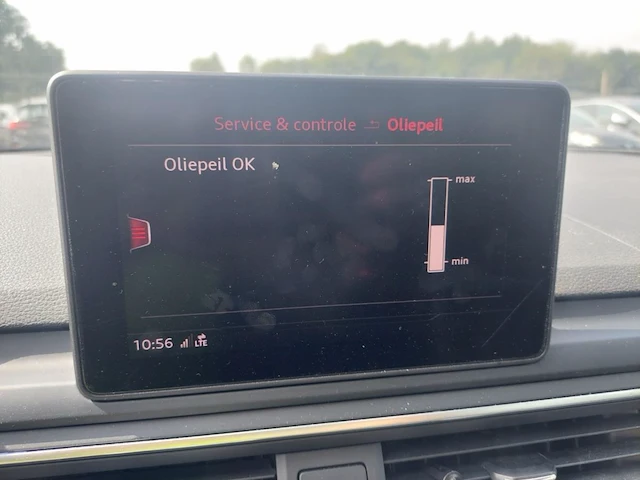 Service & controle Oliepeil
Oliepeil OK
max
min
10:56 LTE